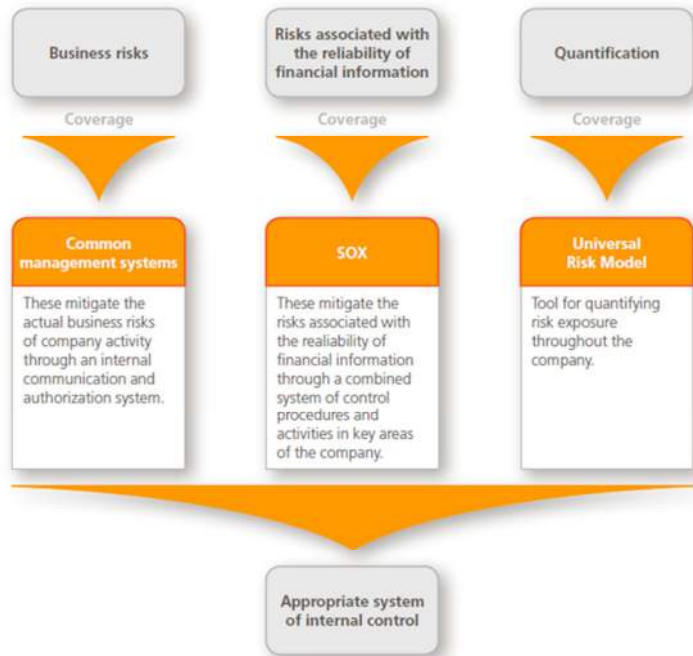 Business risks
Risks associated with
the reliability of
financial information
Quantification
Coverage
Coverage
Coverage
Common
management systems
These mitigate the
actual business risks
of company activity
through an internal
communication and
authorization system.
SOX
These mitigate the
risks associated with
the realiability of
financial information
through a combined
system of control
procedures and
activities in key areas
of the company.
Universal
Risk Model
Tool for quantifying
risk exposure
throughout the
company.
Appropriate system
of internal control